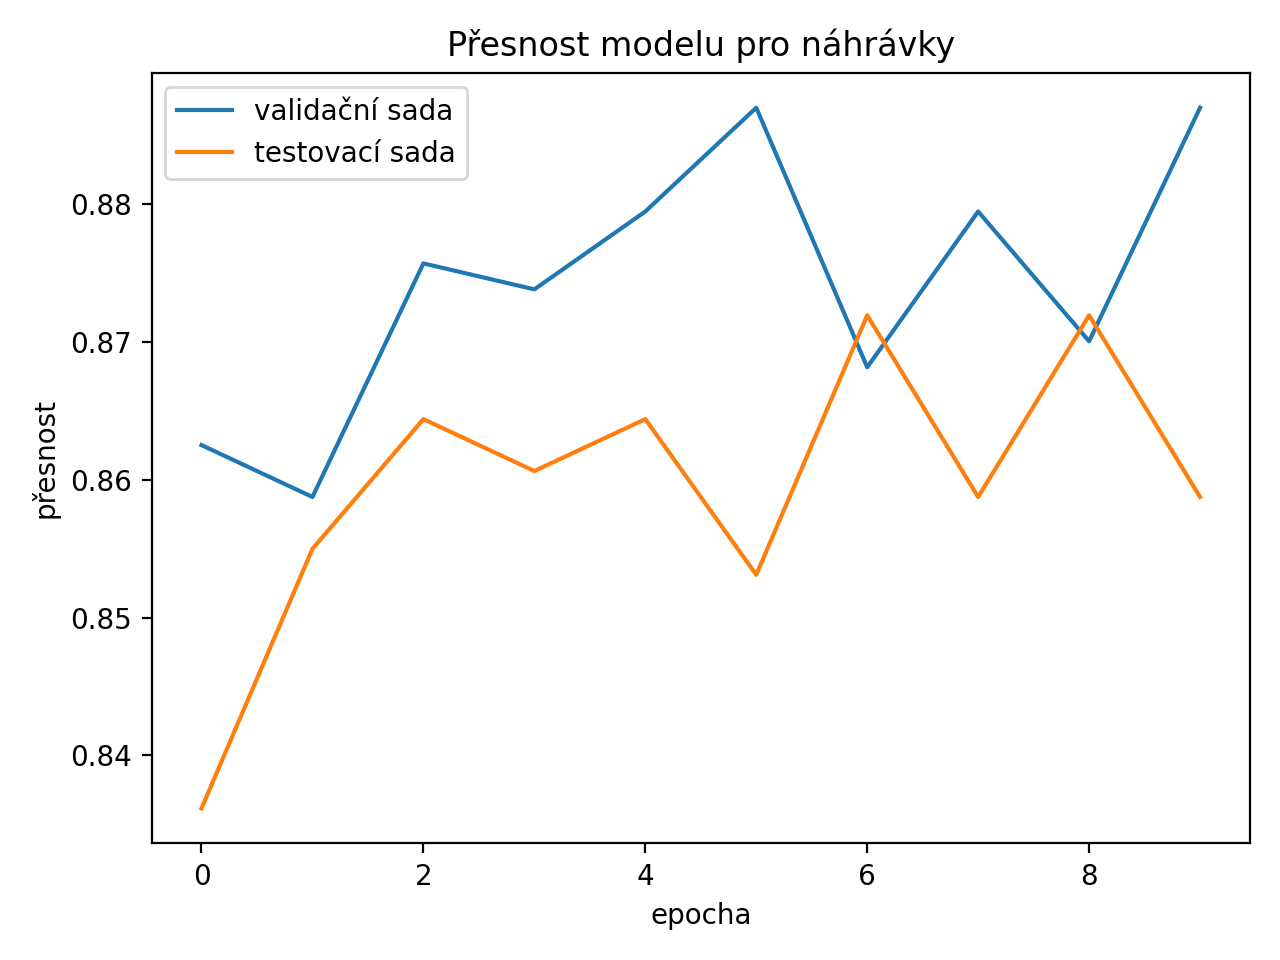 Přesnost modelu pro náhrávky
validační sada
testovací sada
0.88
0.87
0.86
0.85
0.84
přesnost
0 2 4 6 8
epocha